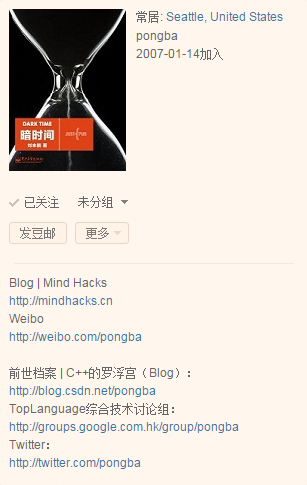 DARK TIME
暗时间
刘未鹏 著
常居: Seattle, United States
pongba
2007-01-14加入
已关注
未分组
发豆邮
更多
Blog | Mind Hacks
http://mindhacks.cn
Weibo
http://weibo.com/pongba
前世档案 | C++的罗浮宫（Blog）：
http://blog.csdn.net/pongba
TopLanguage综合技术讨论组：
http://groups.google.com.hk/group/pongba
Twitter：
http://twitter.com/pongba